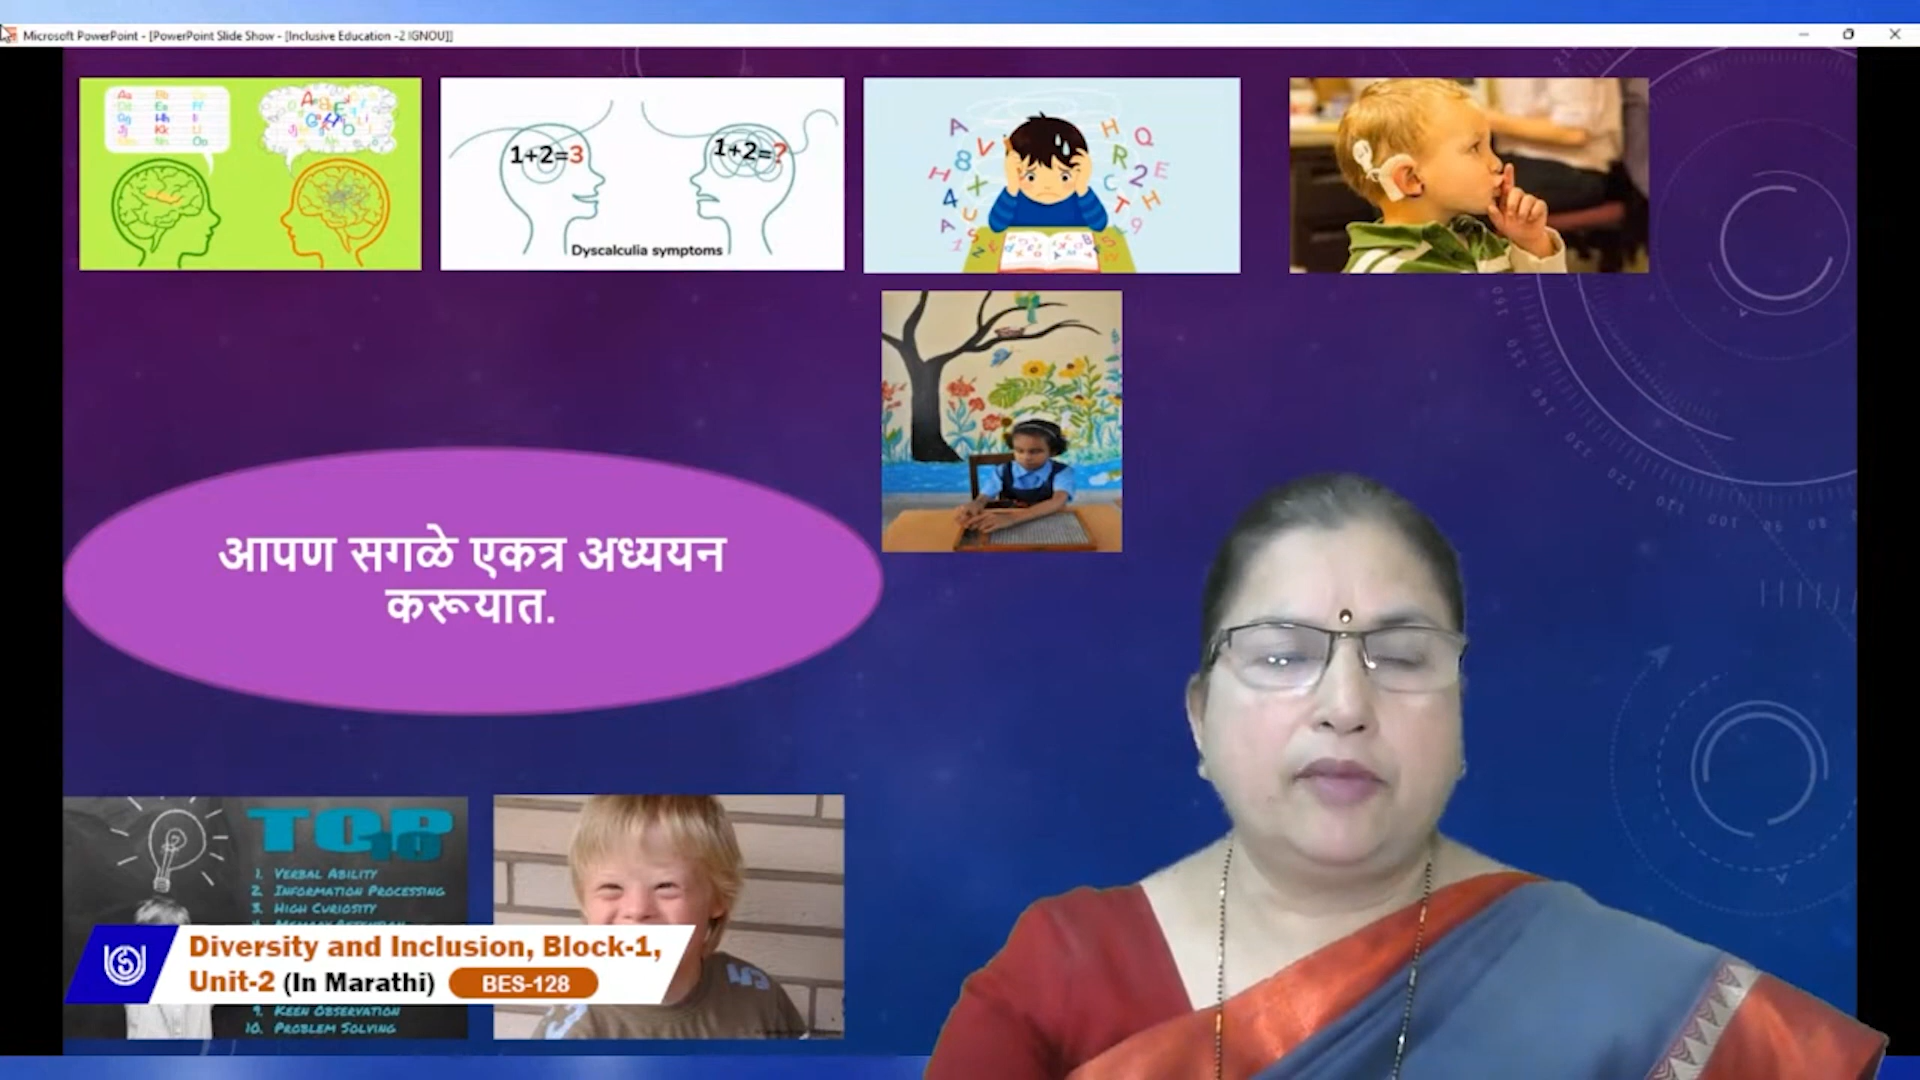 Microsoft PowerPoint - [PowerPoint Slide Show - [Inclusive Education -2 IGNOU]]
1+2=3
1+2=?
Dyscalculia symptoms
आपण सगळे एकत्र अध्ययन
करूयात.
TOP
10
1. VERBAL ABILITY
2. INFORMATION PROCESSING
3. HIGH CURIOSITY
Diversity and Inclusion, Block-1,
Unit-2 (In Marathi) BES-128
9. KEEN OBSERVATION
10. PROBLEM SOLVING